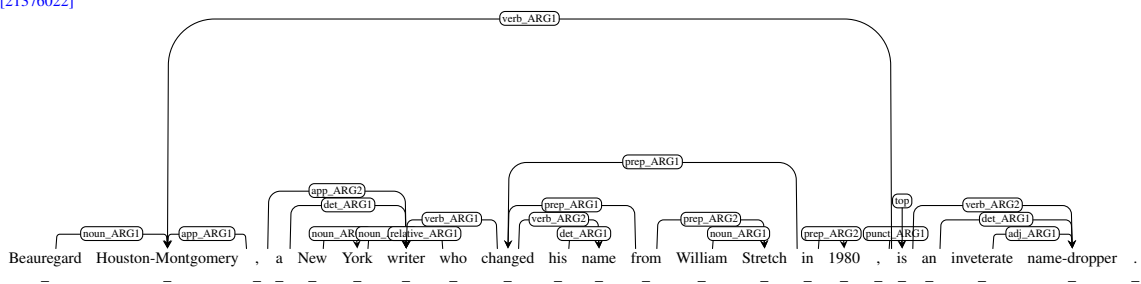 [21376022]
verb_ARG1
prep_ARG1
app_ARG2 top
det_ARG1 prep_ARG1 verb_ARG2
verb_ARG1 verb_ARG2 prep_ARG2 det_ARG1
noun_ARG1 app_ARG1 relative_ARG1 det_ARG1 noun_ARG1 prep_ARG2 punct_ARG1 adj_ARG1
Beauregard Houston-Montgomery , a New York writer who changed his name from William Stretch in 1980 , is an inveterate name-dropper .
_ _ _ _ _ _ _ _ _ _ _ _ _ _ _ _ _ _ _ _ _ _